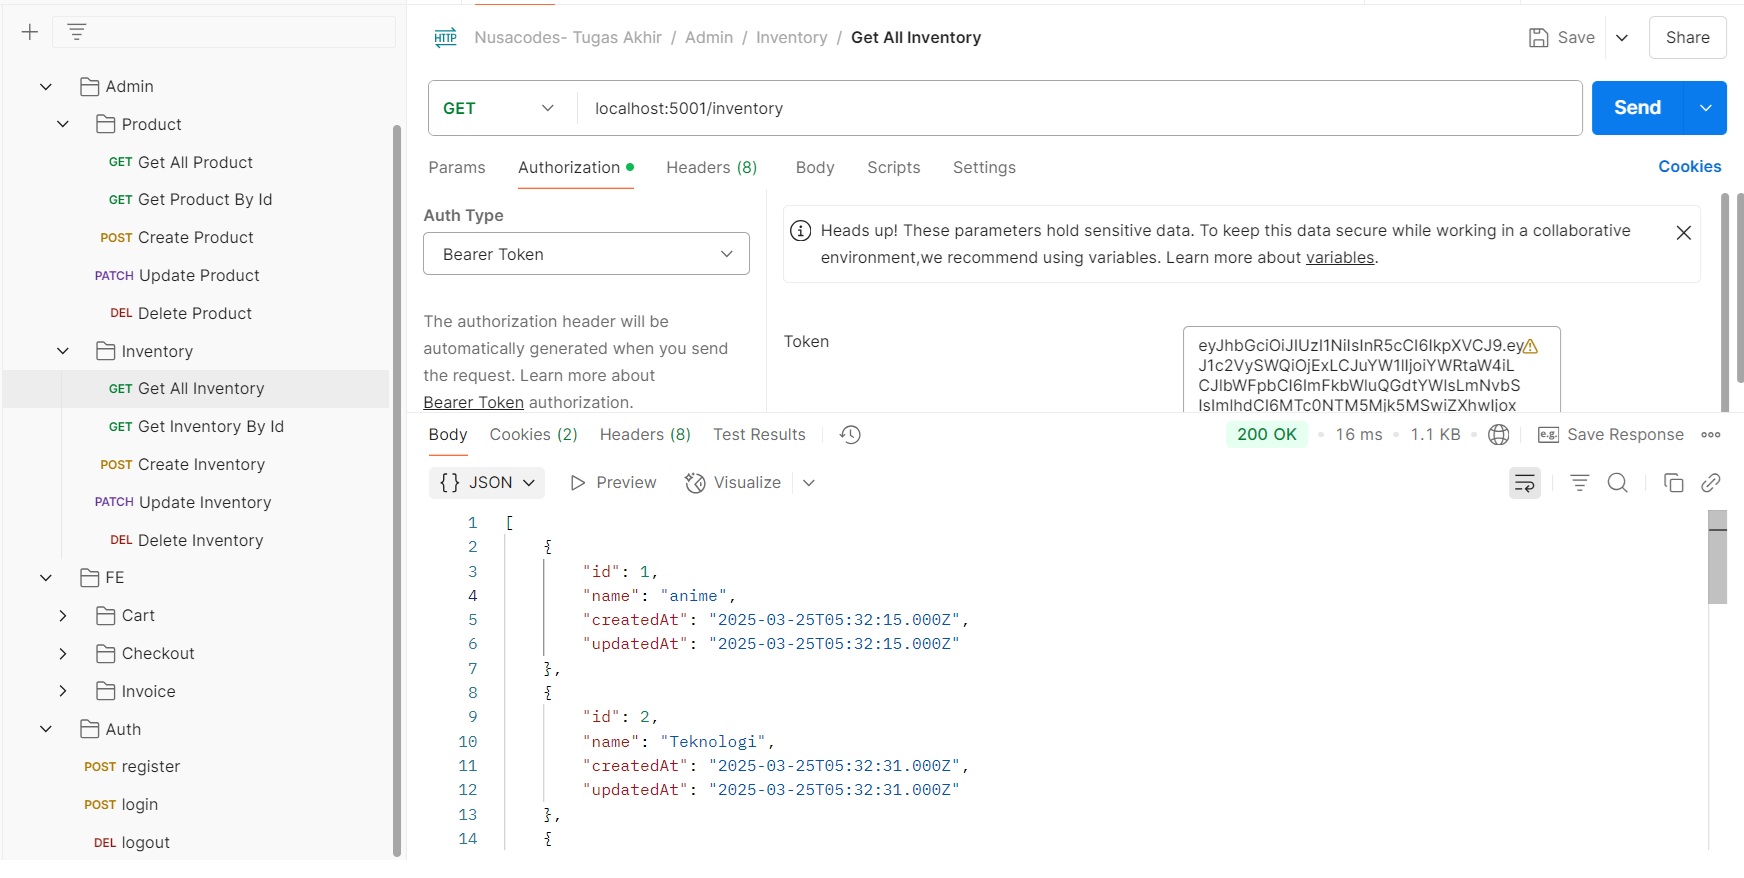 Admin
Product
GET Get All Product
GET Get Product By Id
POST Create Product
PATCH Update Product
DEL Delete Product
Inventory
GET Get All Inventory
GET Get Inventory By Id
POST Create Inventory
PATCH Update Inventory
DEL Delete Inventory
FE
Cart
Checkout
Invoice
Auth
POST register
POST login
DEL logout
HTTP Nusacodes- Tugas Akhir / Admin / Inventory / Get All Inventory
Save Share
GET localhost:5001/inventory Send
Params Authorization Headers (8) Body Scripts Settings Cookies
Auth Type
Bearer Token
The authorization header will be
automatically generated when you send
the request. Learn more about
Bearer Token authorization.
Heads up! These parameters hold sensitive data. To keep this data secure while working in a collaborative
environment,we recommend using variables. Learn more about variables.
Token
Body Cookies (2) Headers (8) Test Results 200 OK • 16 ms • 1.1 KB • e.g. Save Response
{} JSON Preview Visualize
1 [
2 {
3 "id": 1,
4 "name": "anime",
5 "createdAt": "2025-03-25T05:32:15.000Z",
6 "updatedAt": "2025-03-25T05:32:15.000Z"
7 },
8 {
9 "id": 2,
10 "name": "Teknologi",
11 "createdAt": "2025-03-25T05:32:31.000Z",
12 "updatedAt": "2025-03-25T05:32:31.000Z"
13 },
14 {